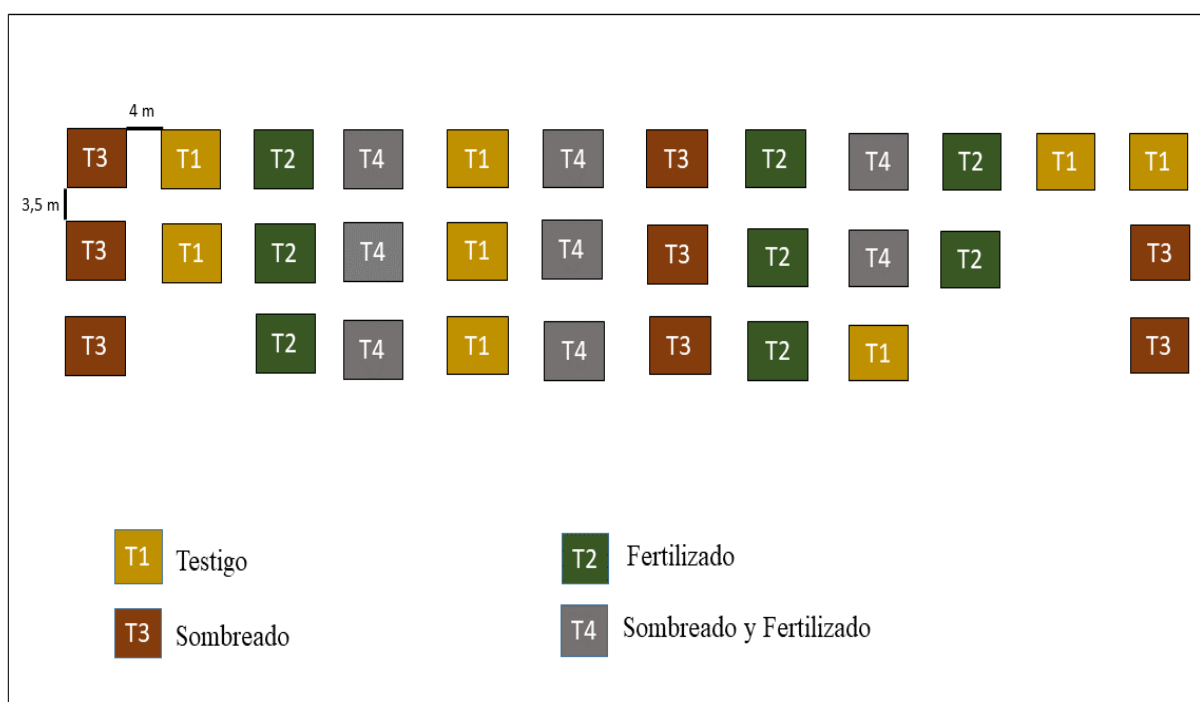 4 m
T3 T1 T2 T4 T1 T4 T3 T2 T4 T2 T1 T1
3,5 m
T3 T1 T2 T4 T1 T4 T3 T2 T4 T2 T3
T3 T2 T4 T1 T4 T3 T2 T1 T3
T1 Testigo
T2 Fertilizado
T3 Sombreado
T4 Sombreado y Fertilizado